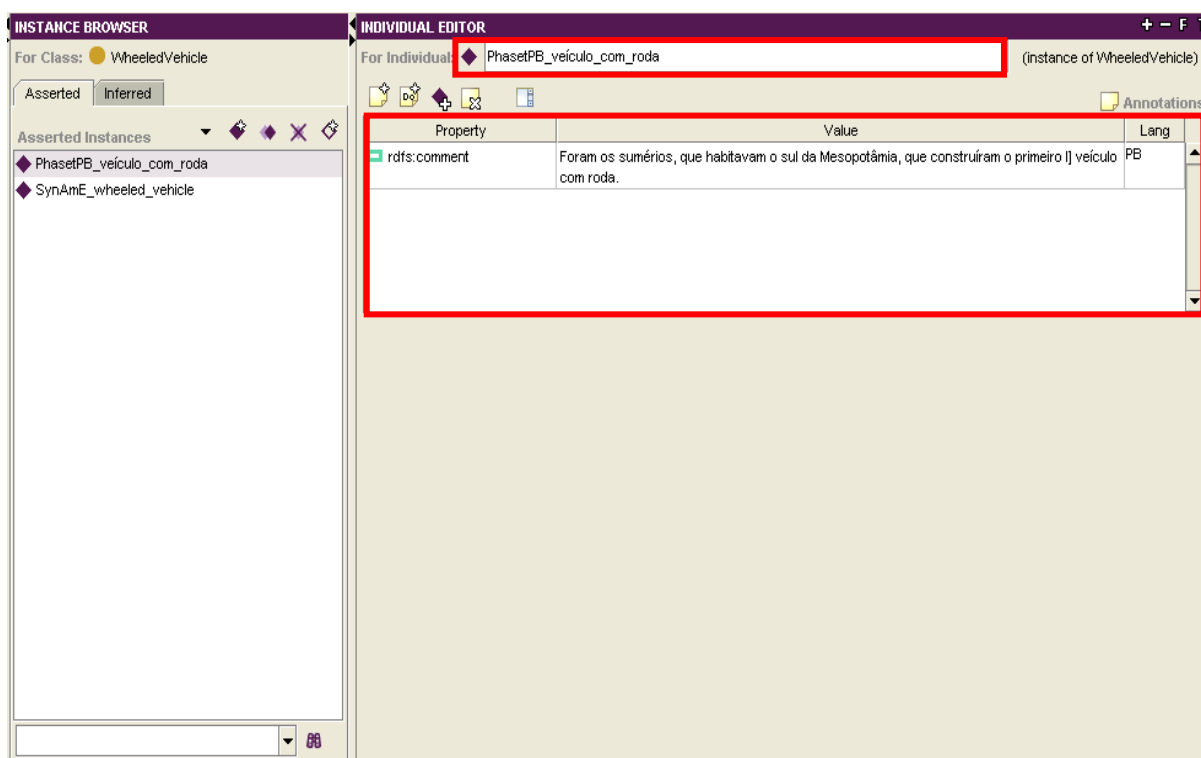 INSTANCE BROWSER
For Class: WheeledVehicle
Asserted Inferred
Asserted Instances
PhasetPB_veículo_com_roda
SynAmE_wheeled_vehicle
INDIVIDUAL EDITOR + − F
For Individual: PhasetPB_veículo_com_roda (instance of WheeledVehicle)
Annotations
Property Value Lang
rdfs:comment Foram os sumérios, que habitavam o sul da Mesopotâmia, que construíram o primeiro l] veículo PB
com roda.